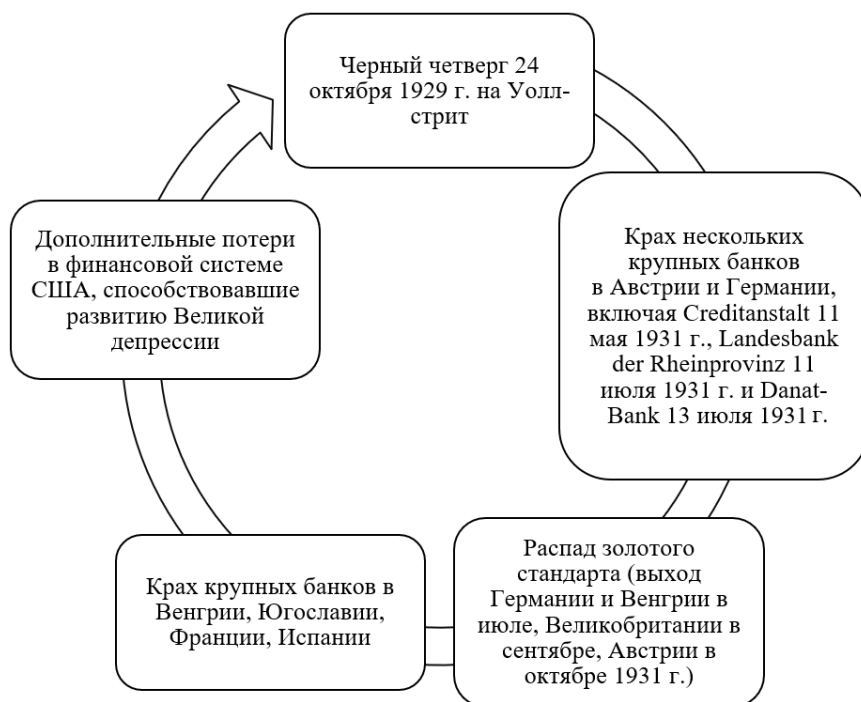 Черный четверг 24
октября 1929 г. на Уолл-
стрит
Крах нескольких
крупных банков
в Австрии и Германии,
включая Creditanstalt 11
мая 1931 г., Landesbank
der Rheinprovinz 11
июля 1931 г. и Danat-
Bank 13 июля 1931 г.
Распад золотого
стандарта (выход
Германии и Венгрии в
июле, Великобритании в
сентябре, Австрии в
октябре 1931 г.)
Крах крупных банков в
Венгрии, Югославии,
Франции, Испании
Дополнительные потери
в финансовой системе
США, способствовавшие
развитию Великой
депрессии